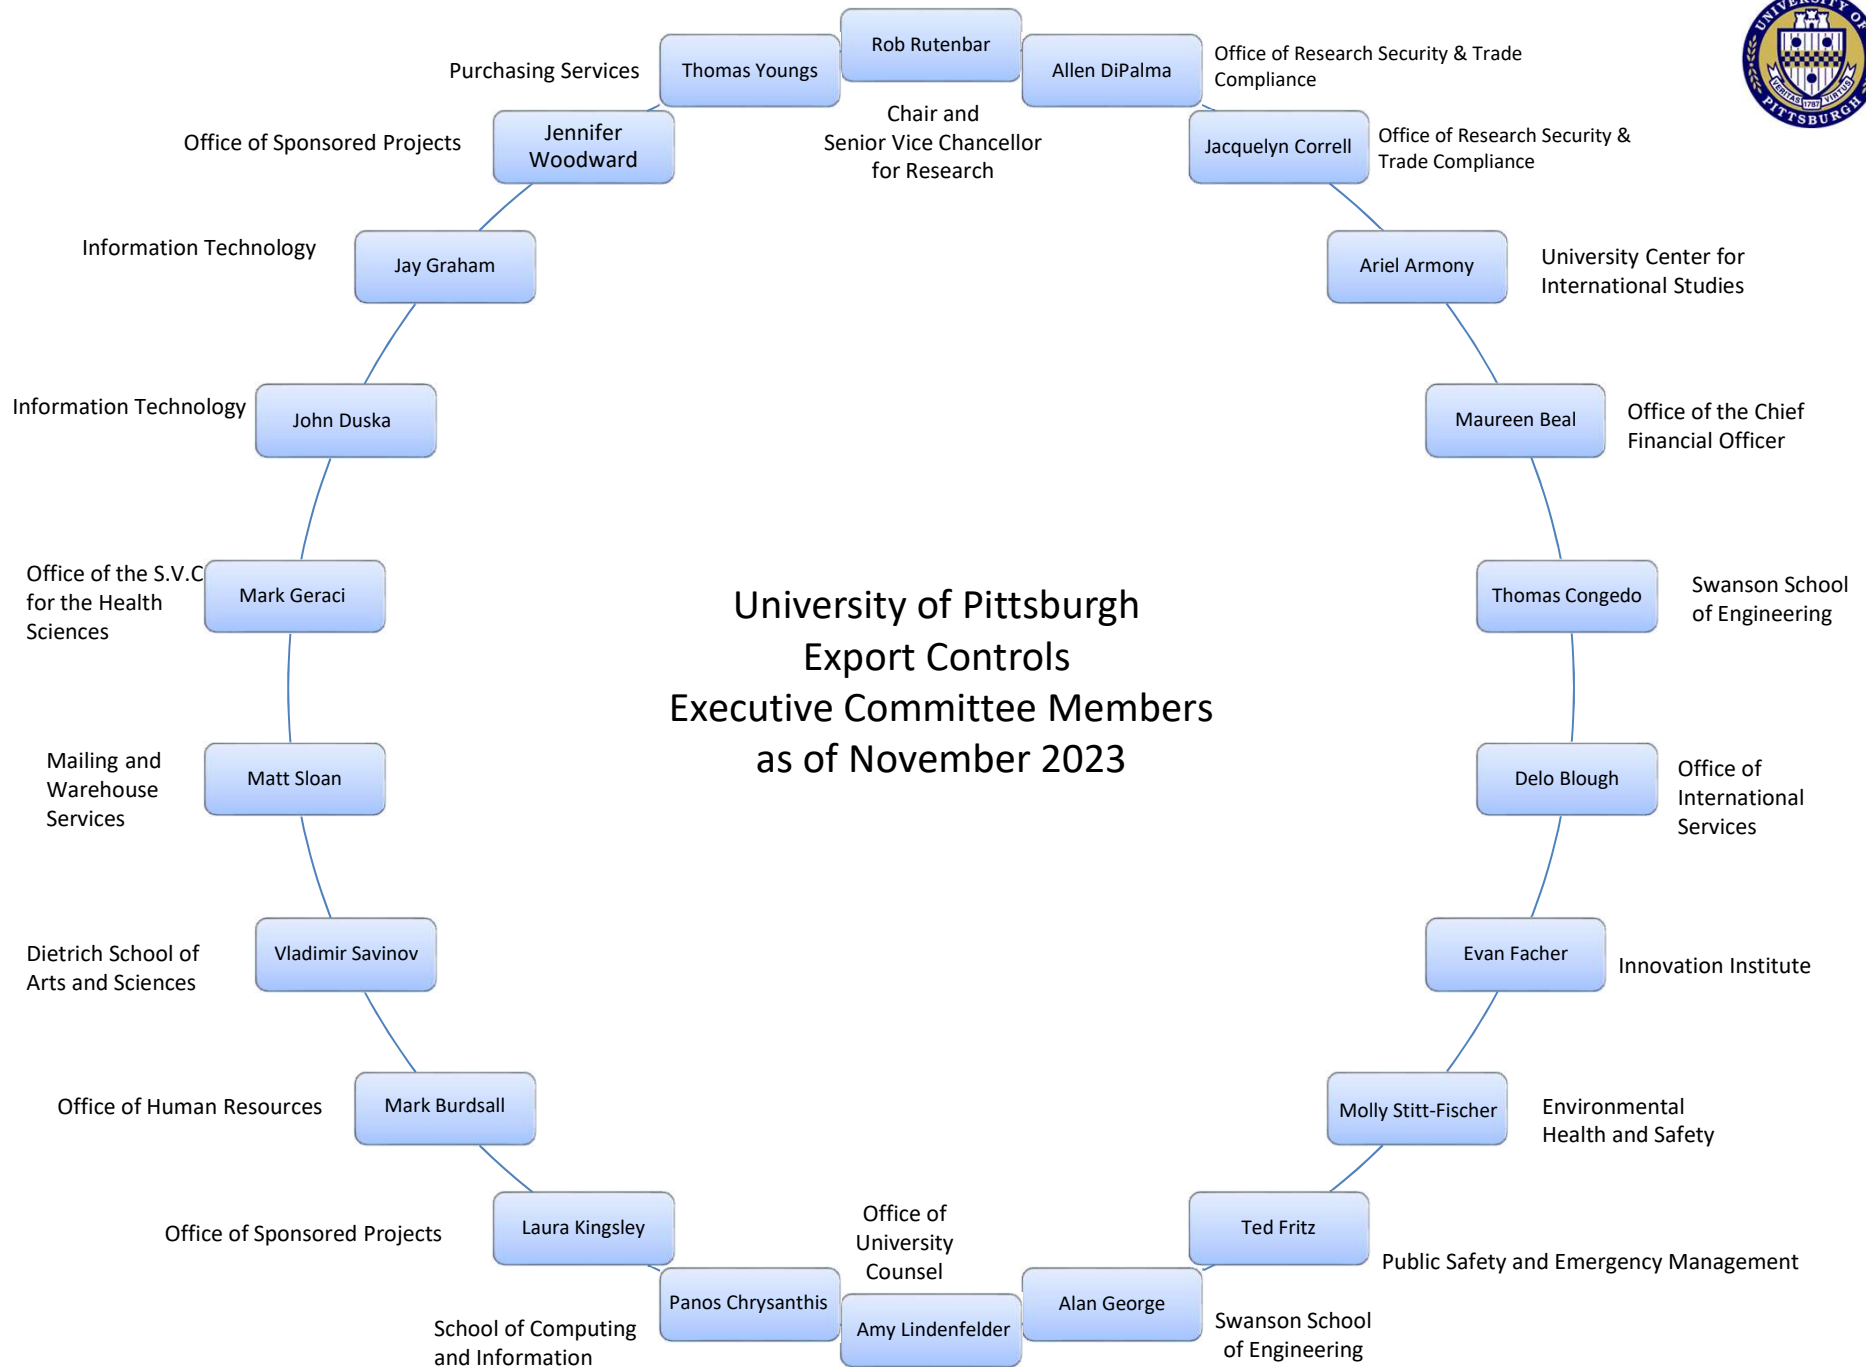 Rob Rutenbar
Chair and
Senior Vice Chancellor
for Research
Allen DiPalma
Office of Research Security & Trade
Compliance
Jacquelyn Correll
Office of Research Security &
Trade Compliance
Ariel Armony
University Center for
International Studies
Maureen Beal
Office of the Chief
Financial Officer
Thomas Congedo
Swanson School
of Engineering
Delo Blough
Office of
International
Services
Evan Facher
Innovation Institute
Molly Stitt-Fischer
Environmental
Health and Safety
Ted Fritz
Public Safety and Emergency Management
Alan George
Swanson School
of Engineering
Office of
University
Counsel
Amy Lindenfelder
Panos Chrysanthis
School of Computing
and Information
Laura Kingsley
Office of Sponsored Projects
Mark Burdsall
Office of Human Resources
Vladimir Savinov
Dietrich School of
Arts and Sciences
Matt Sloan
Mailing and
Warehouse
Services
Mark Geraci
Office of the S.V.C
for the Health
Sciences
John Duska
Information Technology
Jay Graham
Information Technology
Jennifer
Woodward
Office of Sponsored Projects
Thomas Youngs
Purchasing Services
University of Pittsburgh
Export Controls
Executive Committee Members
as of November 2023
UNIVERSITY OF
PITTSBURGH
VERITAS 1787 VIRTUS